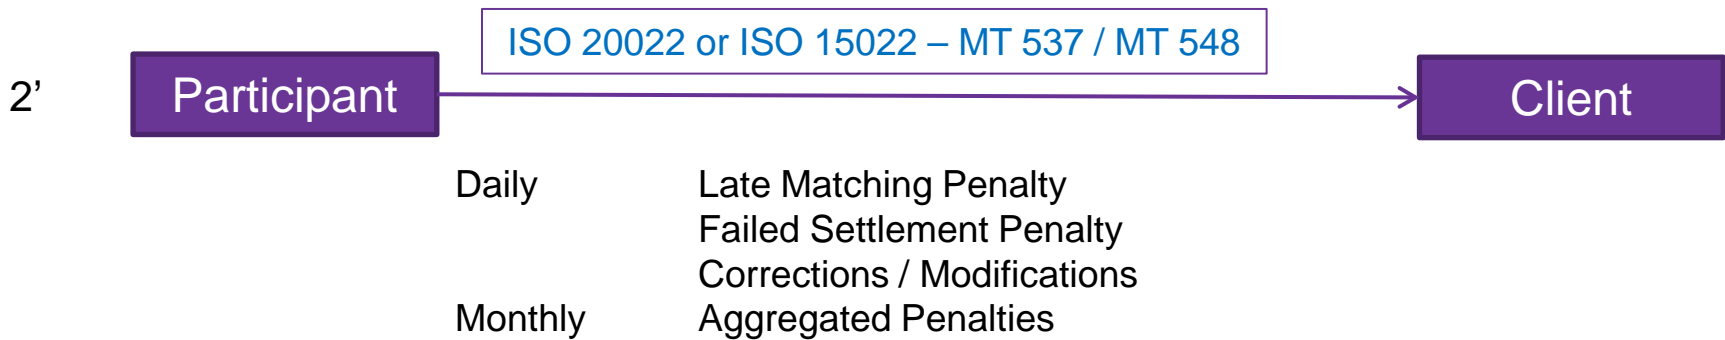 ISO 20022 or ISO 15022 – MT 537 / MT 548
2’ Participant Client
Daily Late Matching Penalty
Failed Settlement Penalty
Corrections / Modifications
Monthly Aggregated Penalties